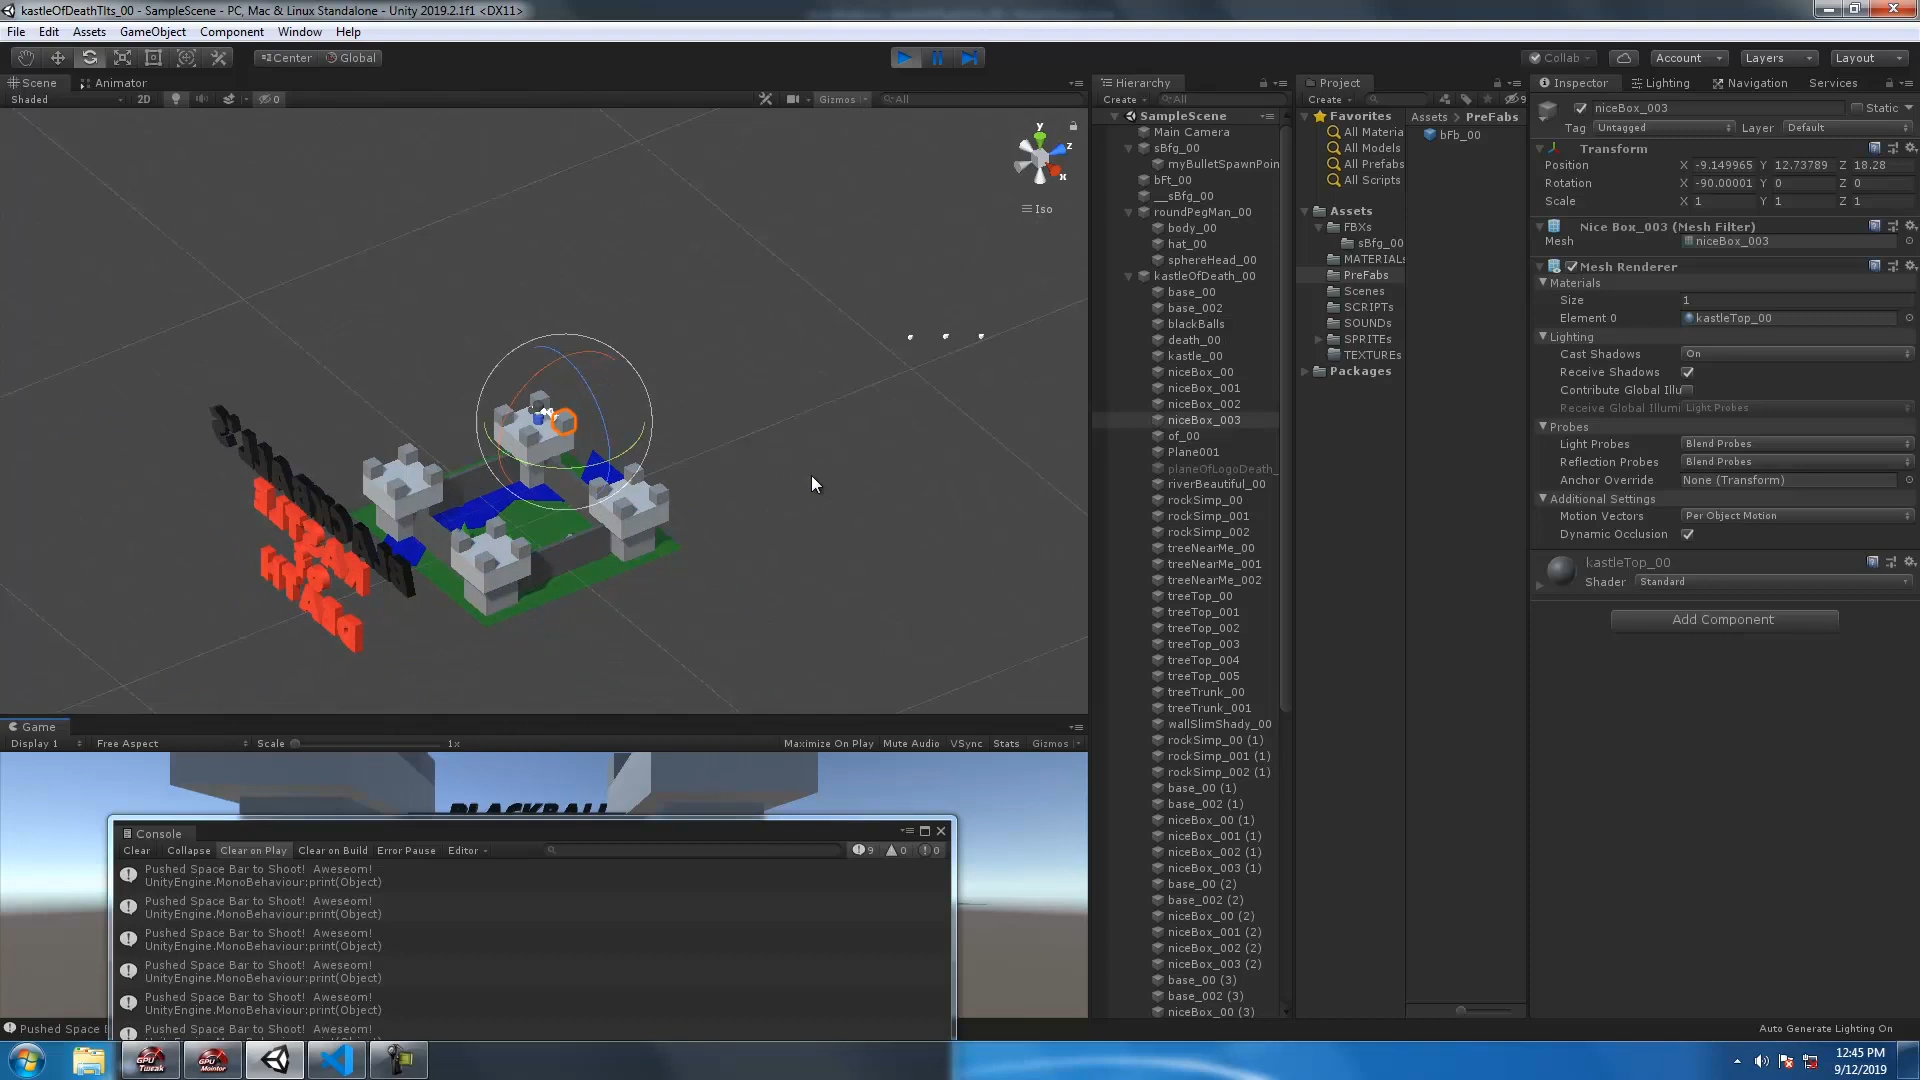 kastleOfDeathTlts_00 - SampleScene - PC, Mac & Linux Standalone - Unity 2019.2.1f1 <DX11>
File Edit Assets GameObject Component Window Help
Center Global
Collab Account Layers Layout
Scene Animator
Shaded 2D 0 Gizmos All
y z x
Iso
BLACKBALL'S
KASTLE
OF
DEATH
Game
Display 1 Free Aspect Scale 1x Maximize On Play Mute Audio VSync Stats Gizmos
BLACKBALL
Console
Clear Collapse Clear on Play Clear on Build Error Pause Editor 9 0 0
Pushed Space Bar to Shoot! Aweseom!
UnityEngine.MonoBehaviour:print(Object)
Pushed Space Bar to Shoot! Aweseom!
UnityEngine.MonoBehaviour:print(Object)
Pushed Space Bar to Shoot! Aweseom!
UnityEngine.MonoBehaviour:print(Object)
Pushed Space Bar to Shoot! Aweseom!
UnityEngine.MonoBehaviour:print(Object)
Pushed Space Bar to Shoot! Aweseom!
UnityEngine.MonoBehaviour:print(Object)
Pushed Space Bar to Shoot! Aweseom!
Pushed Space B
Hierarchy
Create All
SampleScene
Main Camera
sBfg_00
myBulletSpawnPoin
bFt_00
__sBfg_00
roundPegMan_00
body_00
hat_00
sphereHead_00
kastleOfDeath_00
base_00
base_002
blackBalls
death_00
kastle_00
niceBox_00
niceBox_001
niceBox_002
niceBox_003
of_00
Plane001
planeOfLogoDeath_
riverBeautiful_00
rockSimp_00
rockSimp_001
rockSimp_002
treeNearMe_00
treeNearMe_001
treeNearMe_002
treeTop_00
treeTop_001
treeTop_002
treeTop_003
treeTop_004
treeTop_005
treeTrunk_00
treeTrunk_001
wallSlimShady_00
rockSimp_00 (1)
rockSimp_001 (1)
rockSimp_002 (1)
base_00 (1)
base_002 (1)
niceBox_00 (1)
niceBox_001 (1)
niceBox_002 (1)
niceBox_003 (1)
base_00 (2)
base_002 (2)
niceBox_00 (2)
niceBox_001 (2)
niceBox_002 (2)
niceBox_003 (2)
base_00 (3)
base_002 (3)
niceBox_00 (3)
Project
Create 9
Favorites
All Materia
All Models
All Prefabs
All Scripts
Assets
FBXs
sBfg_00
MATERIALs
PreFabs
Scenes
SCRIPTs
SOUNDs
SPRITEs
TEXTUREs
Packages
Assets PreFabs
bFb_00
Inspector Lighting Navigation Services
niceBox_003 Static
Tag Untagged Layer Default
Transform
Position X -9.149965 Y 12.73789 Z 18.28
Rotation X -90.00001 Y 0 Z 0
Scale X 1 Y 1 Z 1
Nice Box_003 (Mesh Filter)
Mesh niceBox_003
Mesh Renderer
Materials
Size 1
Element 0 kastleTop_00
Lighting
Cast Shadows On
Receive Shadows
Contribute Global Illu
Receive Global Illumi Light Probes
Probes
Light Probes Blend Probes
Reflection Probes Blend Probes
Anchor Override None (Transform)
Additional Settings
Motion Vectors Per Object Motion
Dynamic Occlusion
kastleTop_00
Shader Standard
Add Component
Auto Generate Lighting On
GPU Tweak
GPU Monitor
12:45 PM
9/12/2019